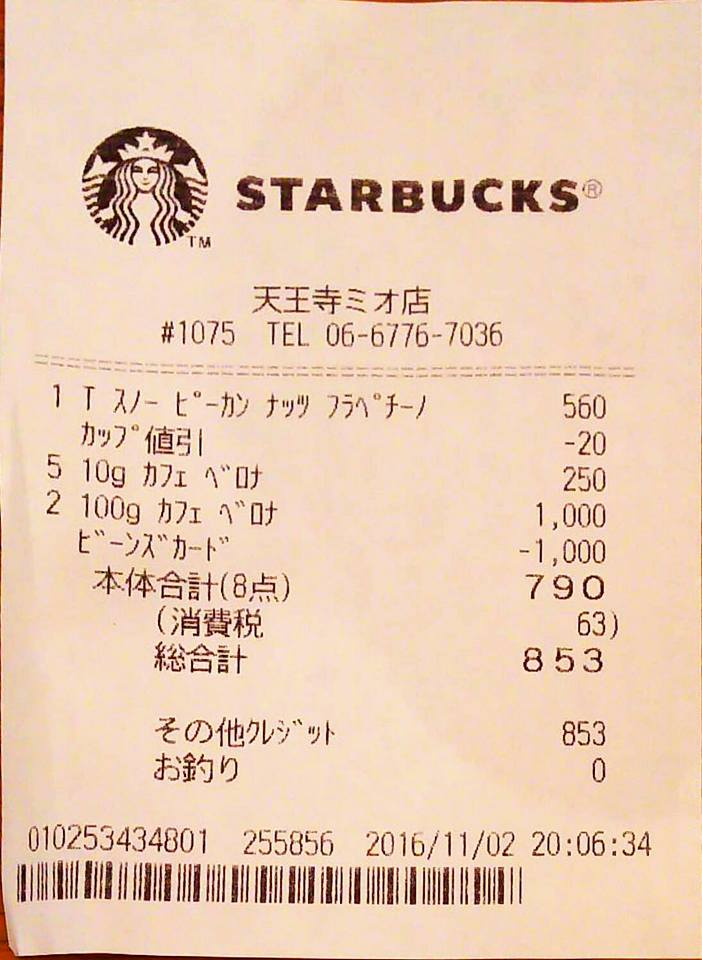 STARBUCKS®
TM
天王寺ミオ店
#1075 TEL 06-6776-7036
1 T ｽﾉｰ ﾋﾟｰｶﾝ ﾅｯﾂ ﾌﾗﾍﾟﾁｰﾉ 560
ｶｯﾌﾟ値引 -20
5 10g ｶﾌｪ ﾍﾞﾛﾅ 250
2 100g ｶﾌｪ ﾍﾞﾛﾅ 1,000
ﾋﾞｰﾝｽﾞｶｰﾄﾞ -1,000
本体合計(8点) 790
(消費税 63)
総合計 853
その他ｸﾚｼﾞｯﾄ 853
お釣り 0
010253434801 255856 2016/11/02 20:06:34